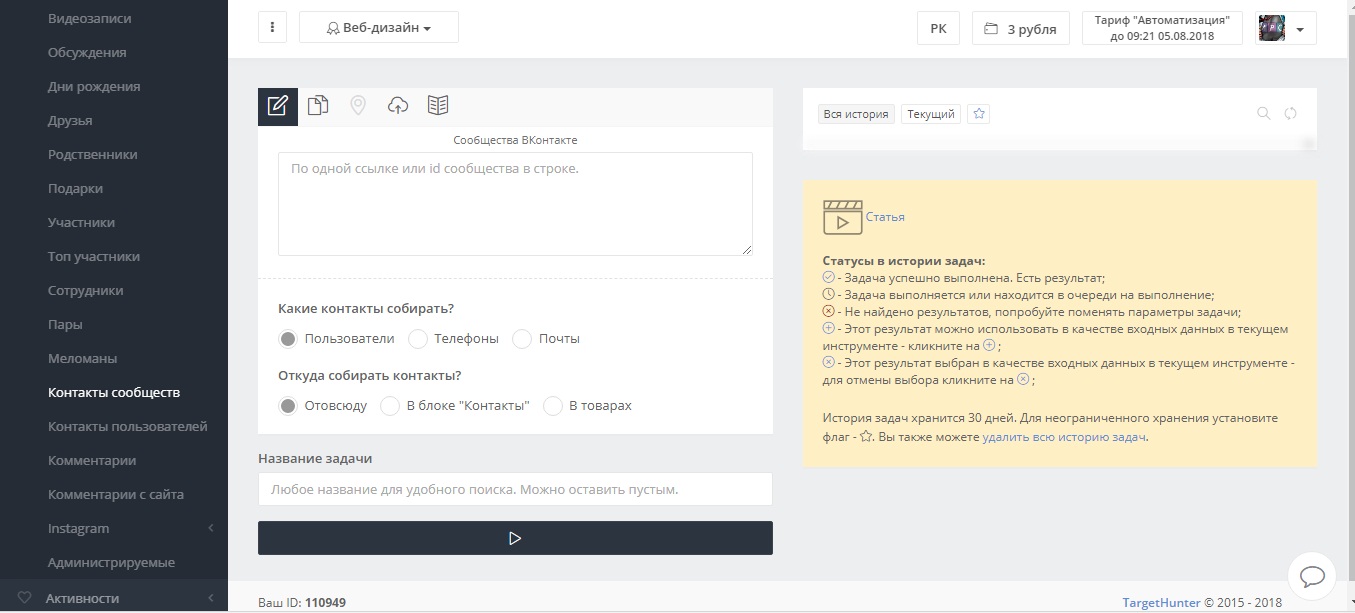 Видеозаписи
Обсуждения
Дни рождения
Друзья
Родственники
Подарки
Участники
Топ участники
Сотрудники
Пары
Меломаны
Контакты сообществ
Контакты пользователей
Комментарии
Комментарии с сайта
Instagram
Администрируемые
Активности
Веб-дизайн
РК
3 рубля
Тариф "Автоматизация"
до 09:21 05.08.2018
Сообщества ВКонтакте
По одной ссылке или id сообщества в строке.
Какие контакты собирать?
Пользователи Телефоны Почты
Откуда собирать контакты?
Отовсюду В блоке "Контакты" В товарах
Название задачи
Любое название для удобного поиска. Можно оставить пустым.
Вся история Текущий
Статья
Статусы в истории задач:
- Задача успешно выполнена. Есть результат;
- Задача выполняется или находится в очереди на выполнение;
- Не найдено результатов, попробуйте поменять параметры задачи;
- Этот результат можно использовать в качестве входных данных в текущем
инструменте - кликните на ;
- Этот результат выбран в качестве входных данных в текущем инструменте -
для отмены выбора кликните на ;
История задач хранится 30 дней. Для неограниченного хранения установите
флаг - . Вы также можете удалить всю историю задач.
Ваш ID: 110949
TargetHunter © 2015 - 2018